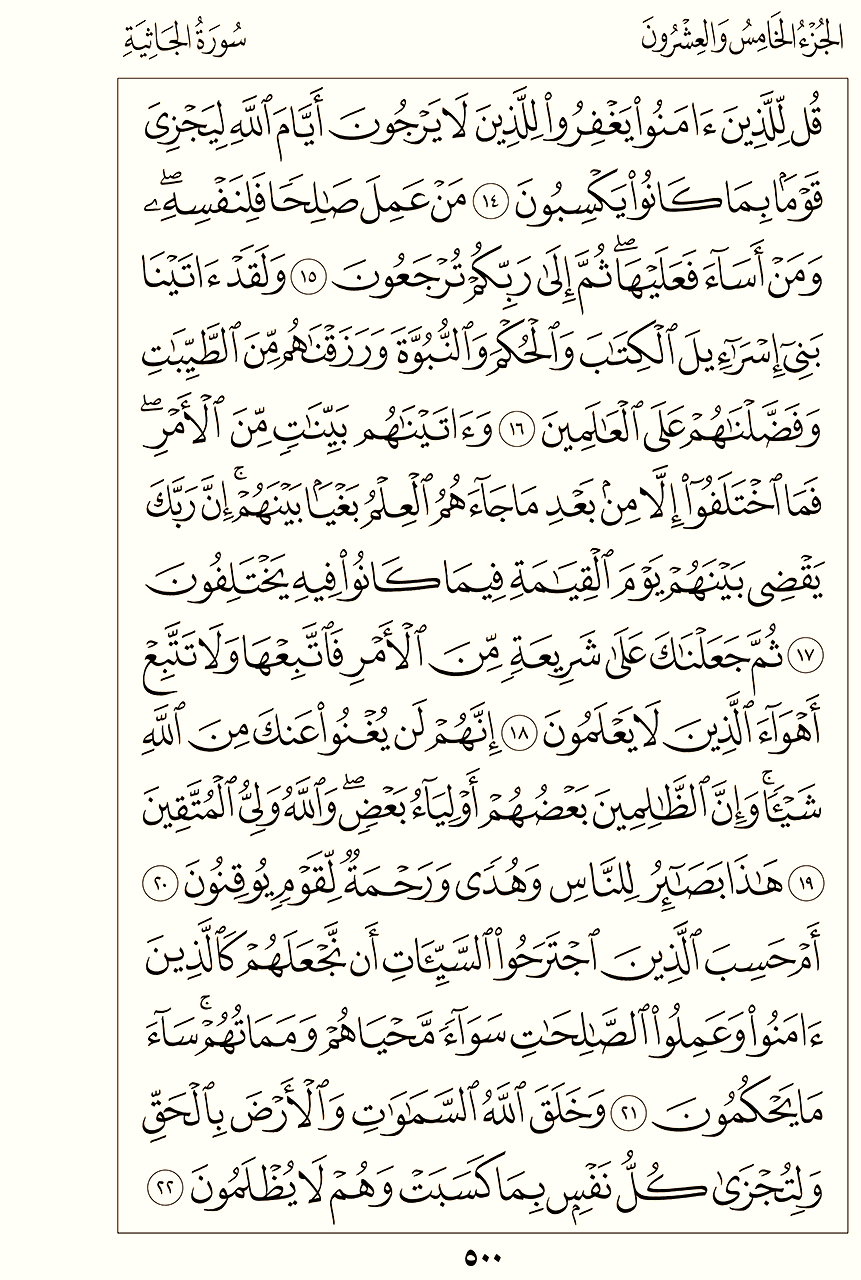 الجُزْءُ الخَامِسُ وَالعِشْرُونَ
سُورَةُ الجَاثِيَةِ
قُل لِّلَّذِينَ ءَامَنُوا۟ يَغْفِرُوا۟ لِلَّذِينَ لَا يَرْجُونَ أَيَّامَ ٱللَّهِ لِيَجْزِىَ
قَوْمًۢا بِمَا كَانُوا۟ يَكْسِبُونَ ١٤ مَنْ عَمِلَ صَٰلِحًا فَلِنَفْسِهِۦ ۖ
وَمَنْ أَسَآءَ فَعَلَيْهَا ۖ ثُمَّ إِلَىٰ رَبِّكُمْ تُرْجَعُونَ ١٥ وَلَقَدْ ءَاتَيْنَا
بَنِىٓ إِسْرَٰٓءِيلَ ٱلْكِتَٰبَ وَٱلْحُكْمَ وَٱلنُّبُوَّةَ وَرَزَقْنَٰهُم مِّنَ ٱلطَّيِّبَٰتِ
وَفَضَّلْنَٰهُمْ عَلَى ٱلْعَٰلَمِينَ ١٦ وَءَاتَيْنَٰهُم بَيِّنَٰتٍ مِّنَ ٱلْأَمْرِ ۖ
فَمَا ٱخْتَلَفُوٓا۟ إِلَّا مِنۢ بَعْدِ مَا جَآءَهُمُ ٱلْعِلْمُ بَغْيًۢا بَيْنَهُمْ ۚ إِنَّ رَبَّكَ
يَقْضِى بَيْنَهُمْ يَوْمَ ٱلْقِيَٰمَةِ فِيمَا كَانُوا۟ فِيهِ يَخْتَلِفُونَ
١٧ ثُمَّ جَعَلْنَٰكَ عَلَىٰ شَرِيعَةٍ مِّنَ ٱلْأَمْرِ فَٱتَّبِعْهَا وَلَا تَتَّبِعْ
أَهْوَآءَ ٱلَّذِينَ لَا يَعْلَمُونَ ١٨ إِنَّهُمْ لَن يُغْنُوا۟ عَنكَ مِنَ ٱللَّهِ
شَيْـًٔا ۚ وَإِنَّ ٱلظَّٰلِمِينَ بَعْضُهُمْ أَوْلِيَآءُ بَعْضٍ ۖ وَٱللَّهُ وَلِىُّ ٱلْمُتَّقِينَ
١٩ هَٰذَا بَصَٰٓئِرُ لِلنَّاسِ وَهُدًى وَرَحْمَةٌ لِّقَوْمٍ يُوقِنُونَ ٢٠
أَمْ حَسِبَ ٱلَّذِينَ ٱجْتَرَحُوا۟ ٱلسَّيِّـَٔاتِ أَن نَّجْعَلَهُمْ كَٱلَّذِينَ
ءَامَنُوا۟ وَعَمِلُوا۟ ٱلصَّٰلِحَٰتِ سَوَآءً مَّحْيَاهُمْ وَمَمَاتُهُمْ ۚ سَآءَ
مَا يَحْكُمُونَ ٢١ وَخَلَقَ ٱللَّهُ ٱلسَّمَٰوَٰتِ وَٱلْأَرْضَ بِٱلْحَقِّ
وَلِتُجْزَىٰ كُلُّ نَفْسٍۭ بِمَا كَسَبَتْ وَهُمْ لَا يُظْلَمُونَ ٢٢
٥٠٠